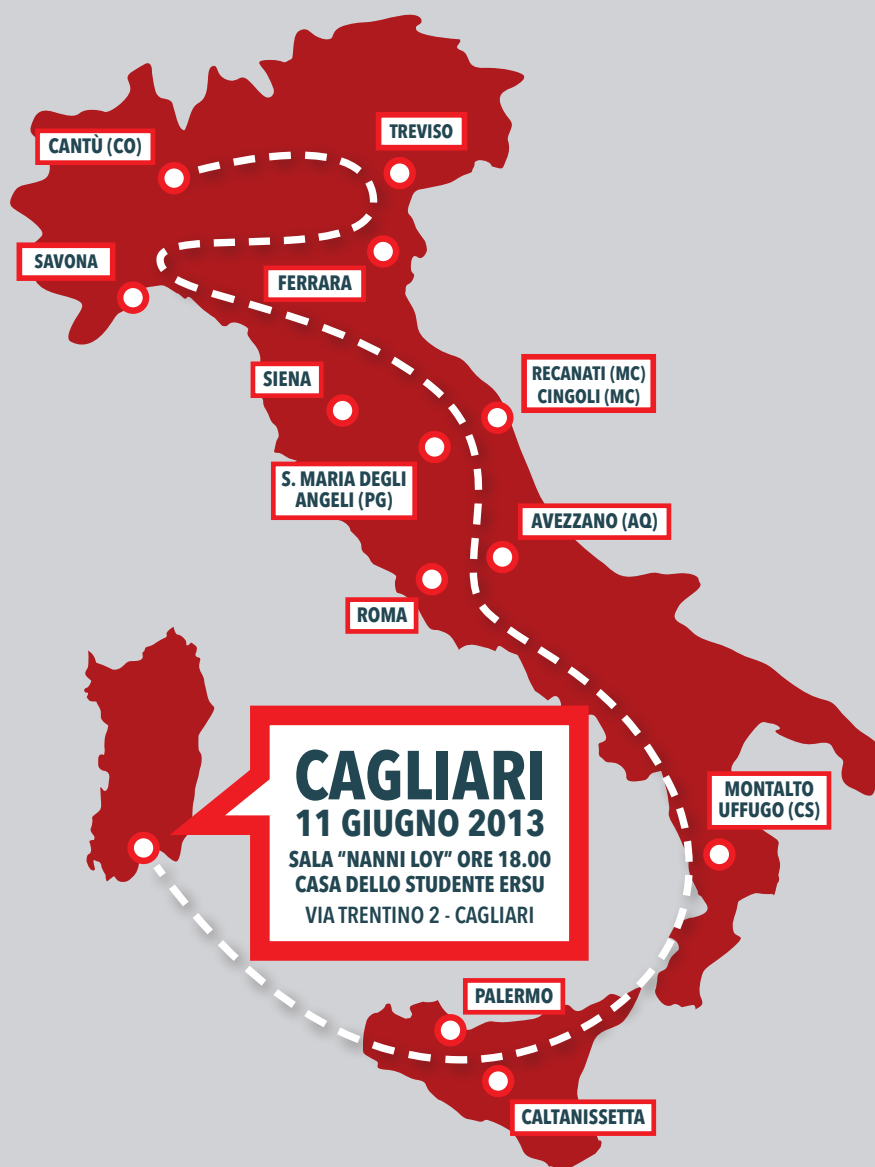 TREVISO
CANTÙ (CO)
SAVONA
FERRARA
SIENA
RECANATI (MC)
CINGOLI (MC)
S. MARIA DEGLI
ANGELI (PG)
AVEZZANO (AQ)
ROMA
CAGLIARI
11 GIUGNO 2013
SALA “NANNI LOY” ORE 18.00
CASA DELLO STUDENTE ERSU
VIA TRENTINO 2 - CAGLIARI
MONTALTO
UFFUGO (CS)
PALERMO
CALTANISSETTA